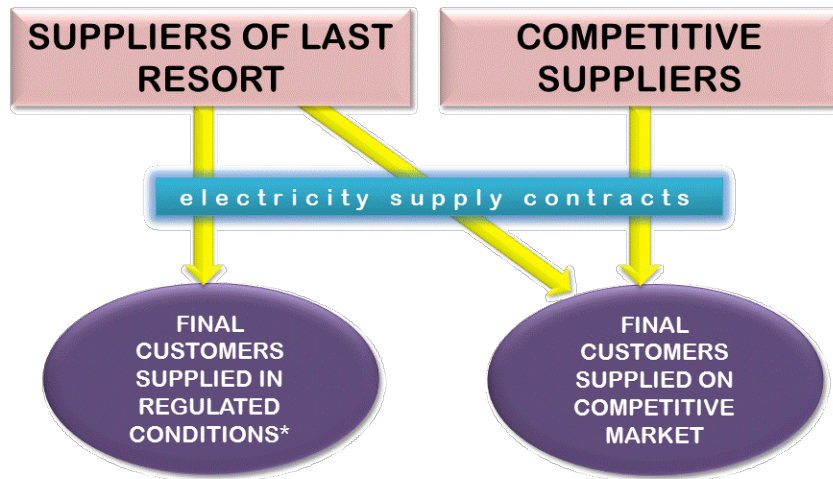 SUPPLIERS OF LAST
RESORT
COMPETITIVE
SUPPLIERS
electricity supply contracts
FINAL
CUSTOMERS
SUPPLIED IN
REGULATED
CONDITIONS*
FINAL
CUSTOMERS
SUPPLIED ON
COMPETITIVE
MARKET